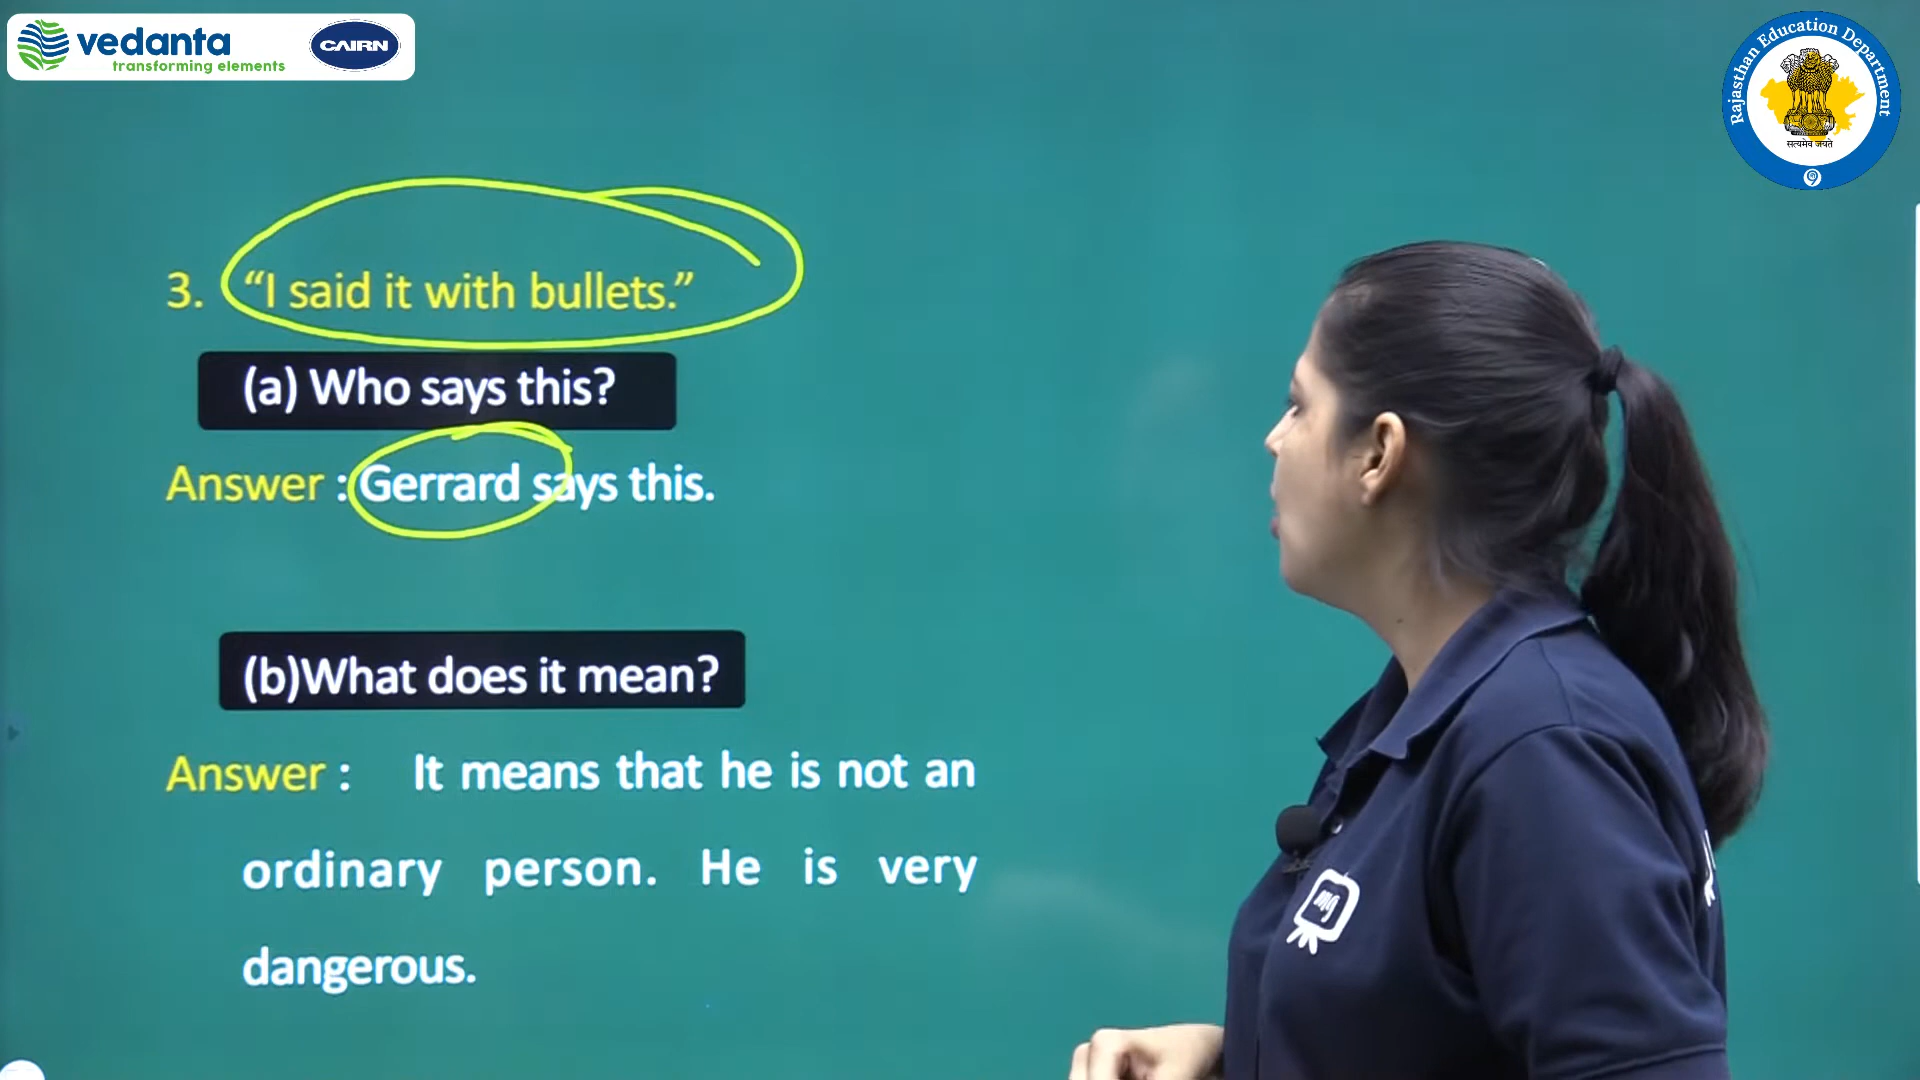 vedanta
transforming elements
CAIRN
Rajasthan Education Department
सत्यमेव जयते
3. “I said it with bullets.”
(a) Who says this?
Answer : Gerrard says this.
(b)What does it mean?
Answer : It means that he is not an
ordinary person. He is very
dangerous.